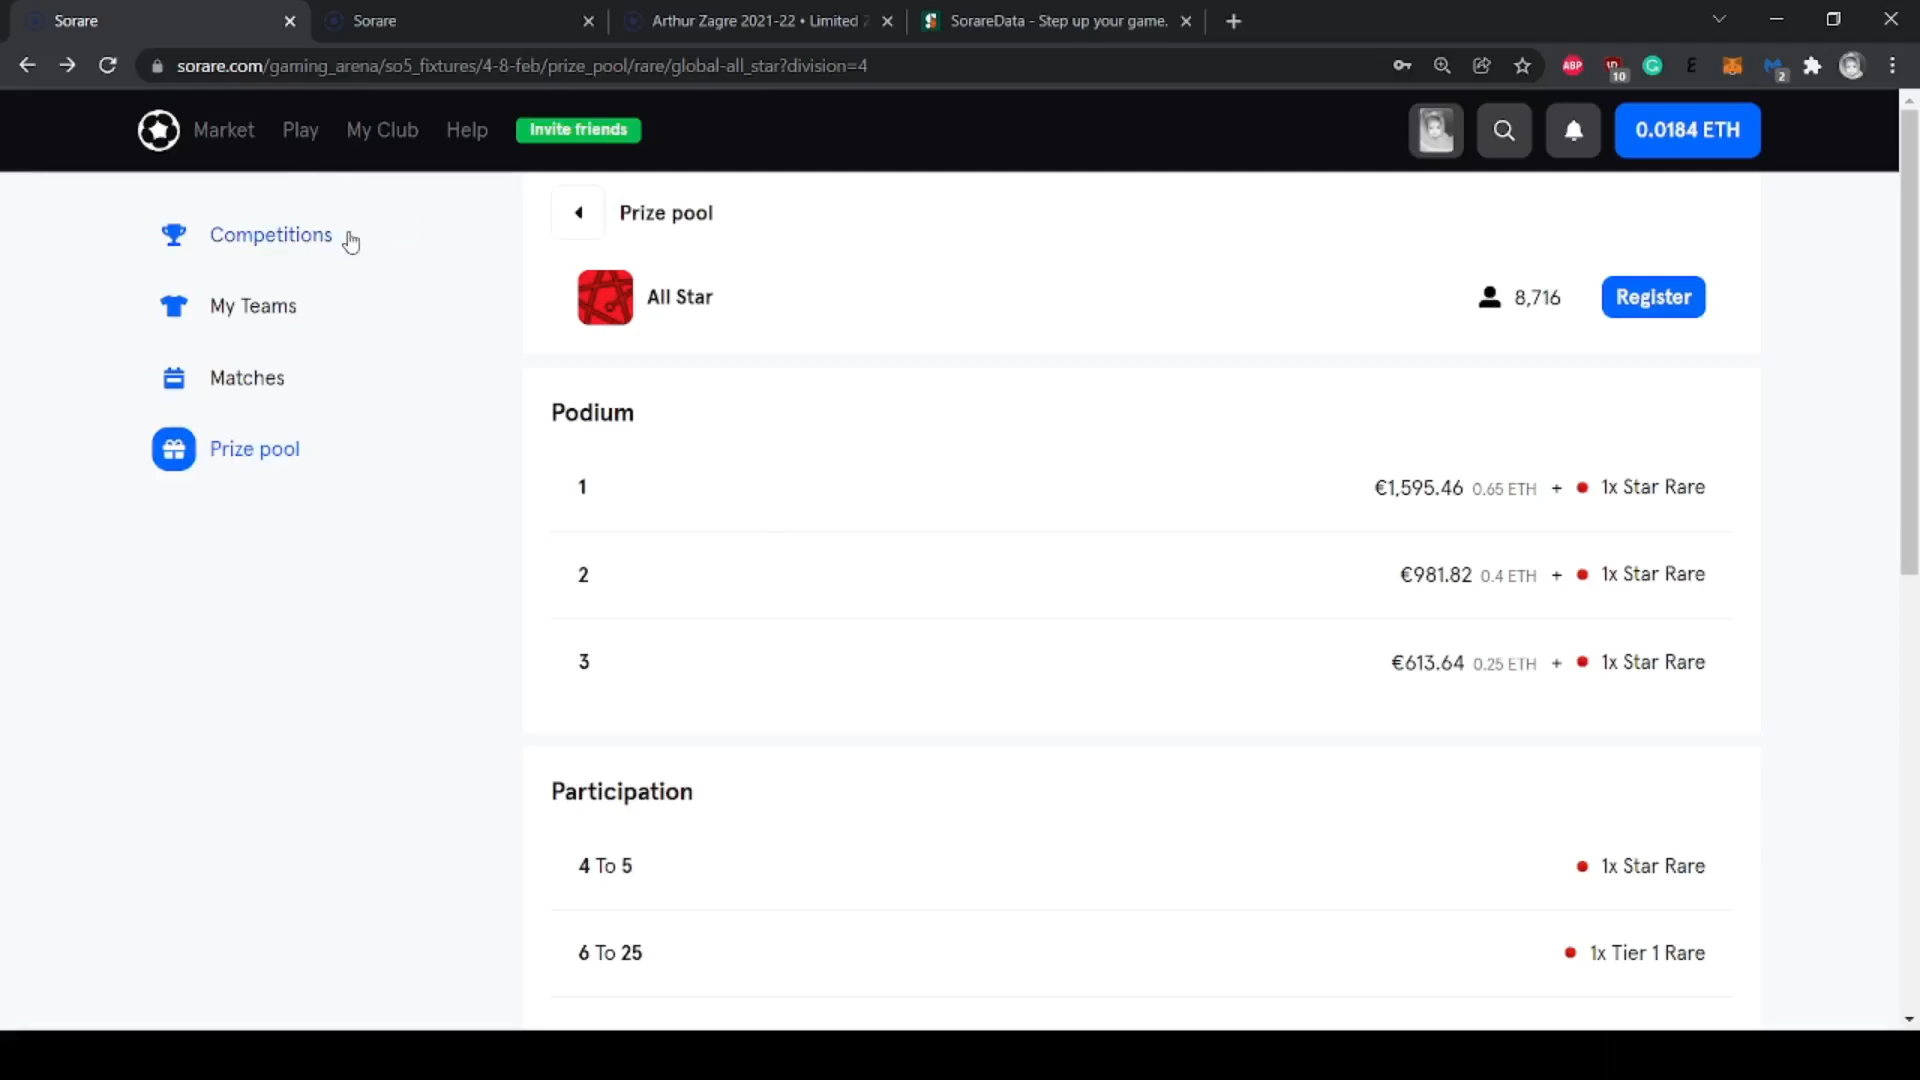 Sorare
Sorare
Arthur Zagre 2021-22 • Limited 2
SorareData - Step up your game.
sorare.com/gaming_arena/so5_fixtures/4-8-feb/prize_pool/rare/global-all_star?division=4
ABP
10
2
Market
Play
My Club
Help
Invite friends
0.0184 ETH
Competitions
My Teams
Matches
Prize pool
Prize pool
All Star
8,716
Register
Podium
1
€1,595.46 0.65 ETH + 1x Star Rare
2
€981.82 0.4 ETH + 1x Star Rare
3
€613.64 0.25 ETH + 1x Star Rare
Participation
4 To 5
1x Star Rare
6 To 25
1x Tier 1 Rare